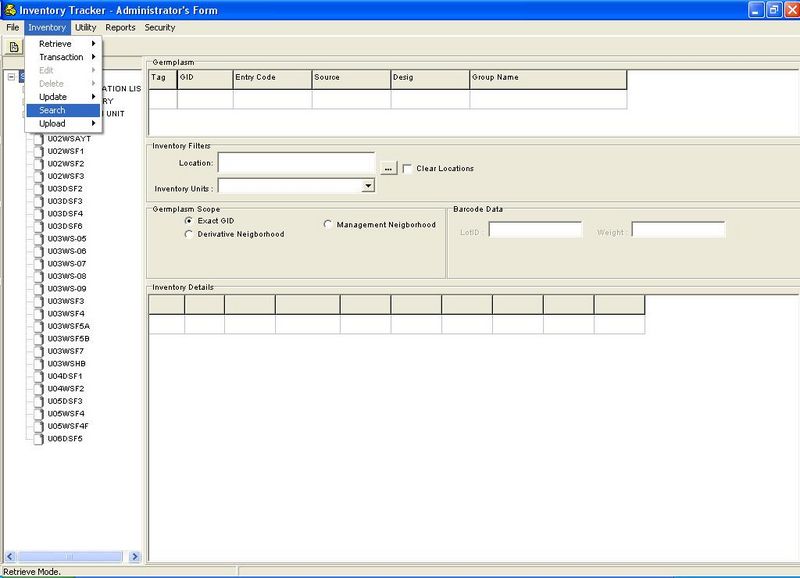 Inventory Tracker - Administrator's Form
File Inventory Utility Reports Security
Retrieve
Transaction
Edit
Delete
Update
Search
Upload
S
ATION LIS
RY
UNIT
U02WSAYT
U02WSF1
U02WSF2
U02WSF3
U03DSF2
U03DSF3
U03DSF4
U03DSF6
U03WS-05
U03WS-06
U03WS-07
U03WS-08
U03WS-09
U03WSF3
U03WSF4
U03WSF5A
U03WSF5B
U03WSF7
U03WSHB
U04DSF1
U04WSF2
U05DSF3
U05WSF4
U05WSF4F
U06DSF5
Germplasm
Tag GID Entry Code Source Desig Group Name
Inventory Filters
Location:
... Clear Locations
Inventory Units :
Germplasm Scope
Exact GID
Management Neigborhood
Derivative Neigborhood
Barcode Data
LotID :
Weight :
Inventory Details
Retrieve Mode.